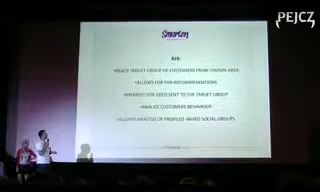 PEJCZ
Smarten
B2B:
•REACH TARGET GROUP OF CUSTOMERS FROM CHOSEN AREA
•ALLOWS FOR FAN RECOMMENDATIONS
•PAYMENT FOR ADDS SENT TO THE TARGET GROUP
•ANALIZE CUSTOMERS BEHAVIOUR
•ALLOWS ANALYSIS OF PROFILED –BASED SOCIAL GROUPS.